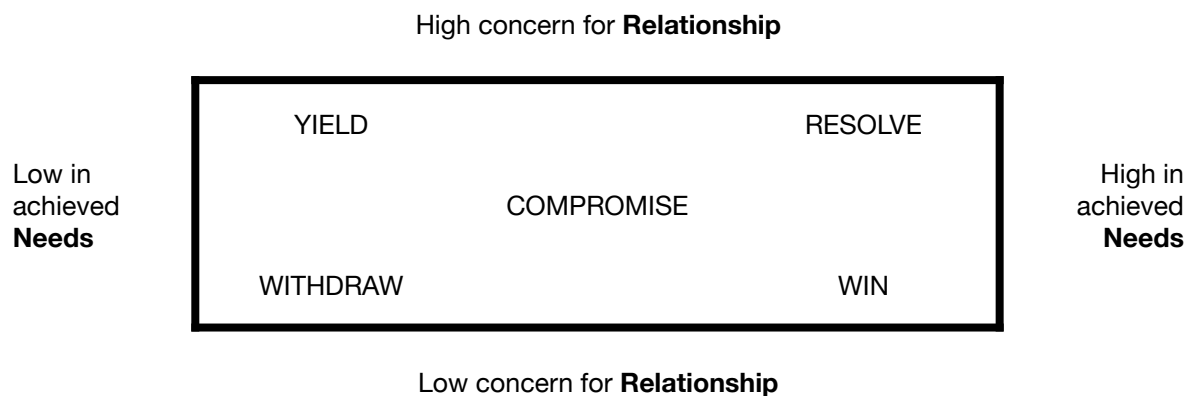 High concern for Relationship
YIELD
RESOLVE
Low in
achieved
Needs
COMPROMISE
High in
achieved
Needs
WITHDRAW
WIN
Low concern for Relationship